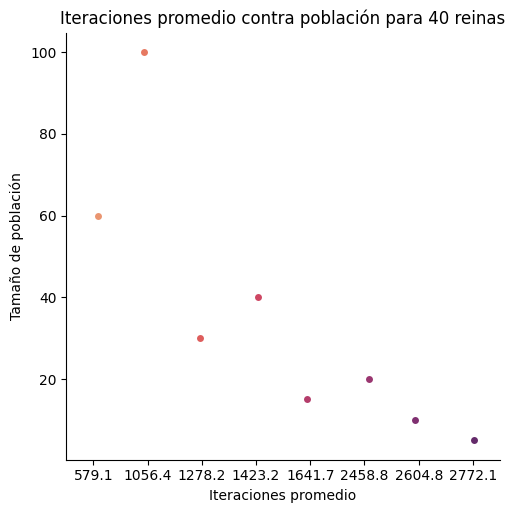 Iteraciones promedio contra población para 40 reinas
100
80
60
40
20
Tamaño de población
579.1 1056.4 1278.2 1423.2 1641.7 2458.8 2604.8 2772.1
Iteraciones promedio